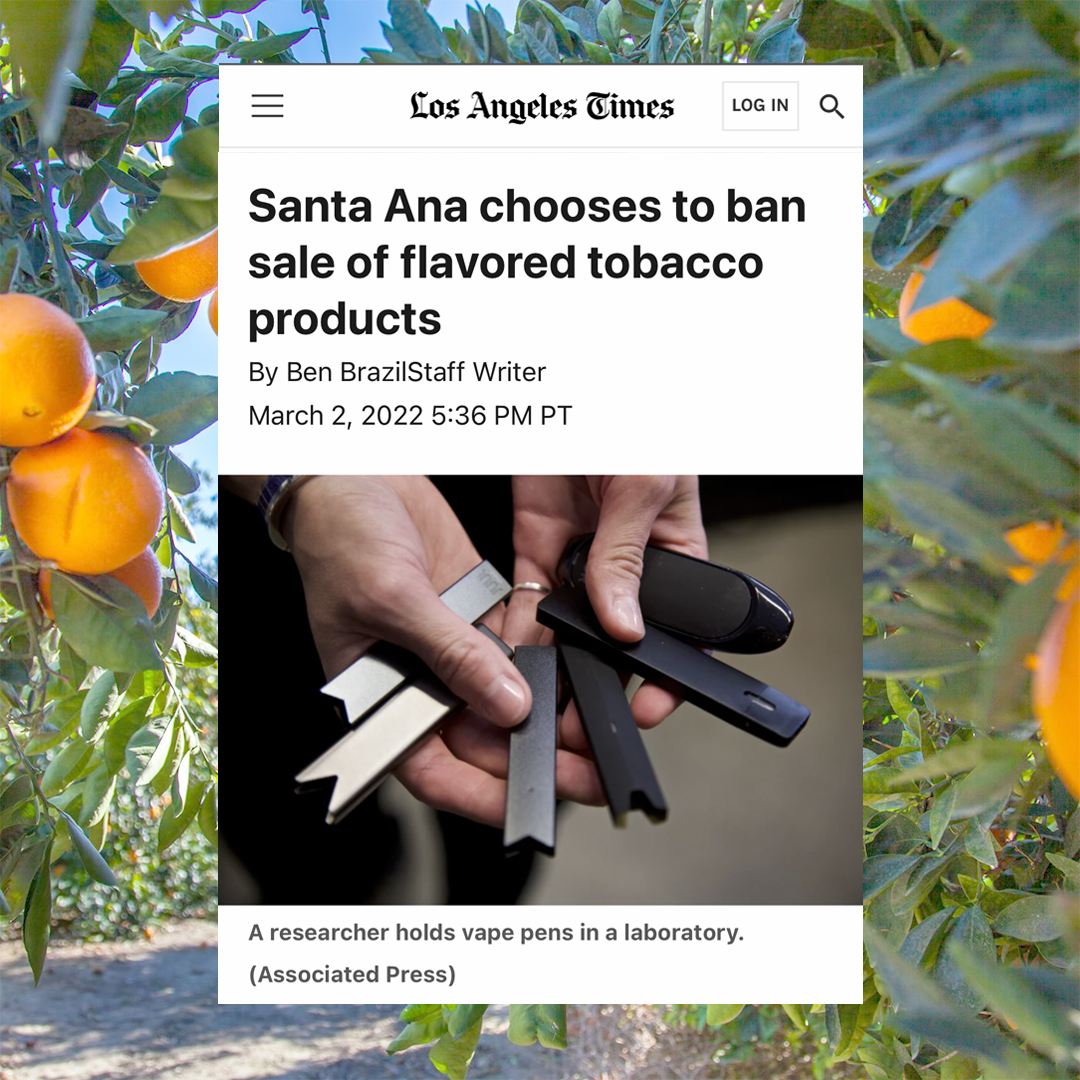 Los Angeles Times
LOG IN
Santa Ana chooses to ban
sale of flavored tobacco
products
By Ben BrazilStaff Writer
March 2, 2022 5:36 PM PT
A researcher holds vape pens in a laboratory.
(Associated Press)